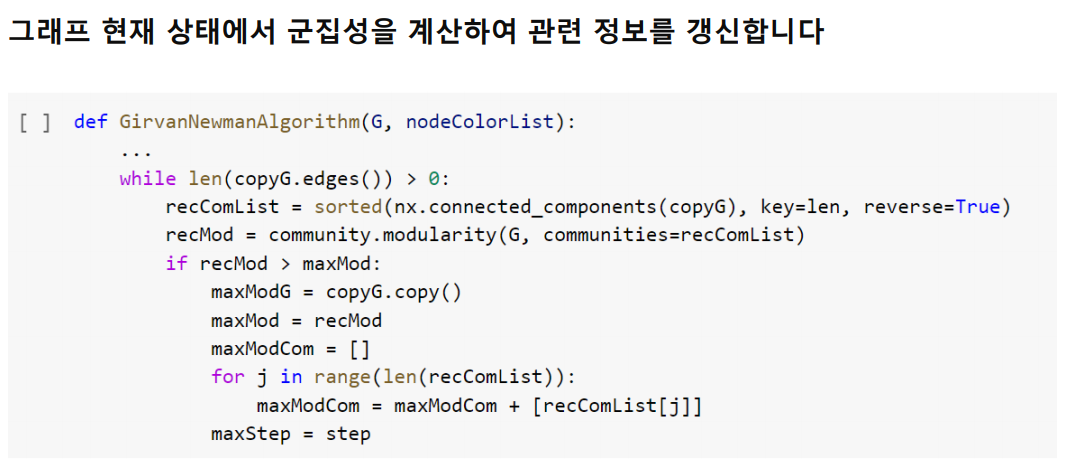 그래프 현재 상태에서 군집성을 계산하여 관련 정보를 갱신합니다
[ ] def GirvanNewmanAlgorithm(G, nodeColorList):
...
while len(copyG.edges()) > 0:
recComList = sorted(nx.connected_components(copyG), key=len, reverse=True)
recMod = community.modularity(G, communities=recComList)
if recMod > maxMod:
maxModG = copyG.copy()
maxMod = recMod
maxModCom = []
for j in range(len(recComList)):
maxModCom = maxModCom + [recComList[j]]
maxStep = step